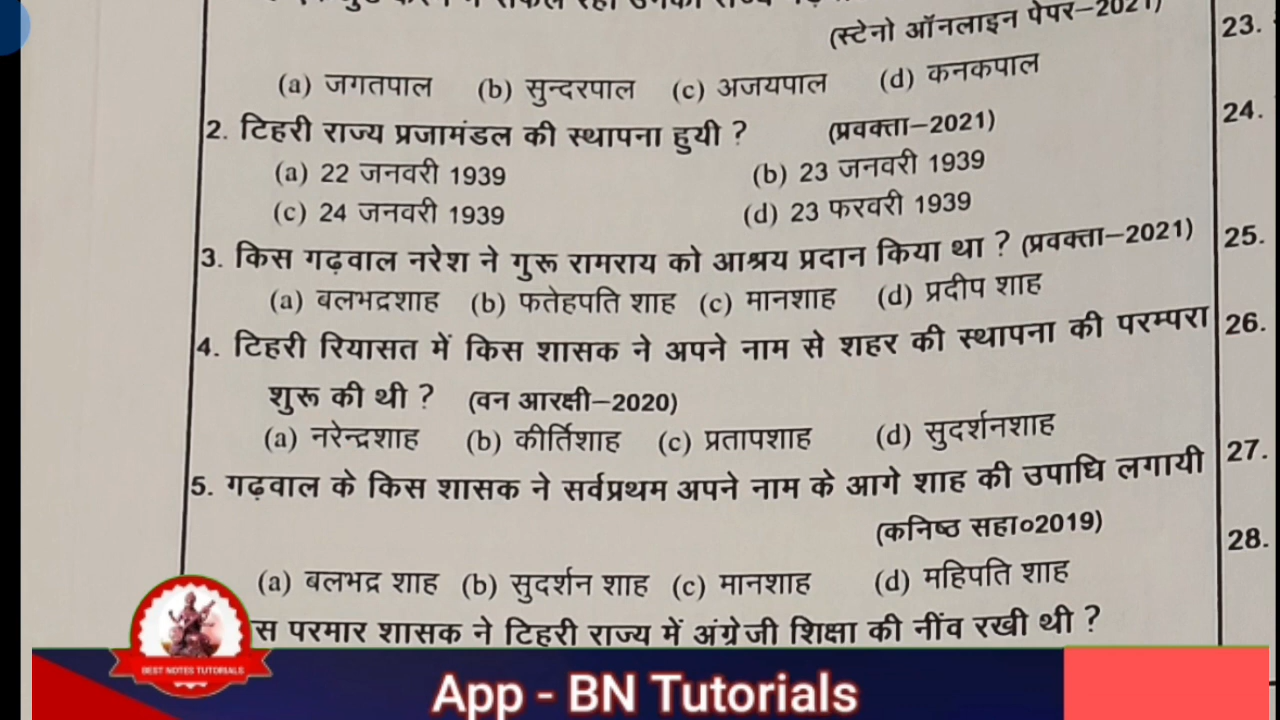 (स्टेनो ऑनलाइन पेपर–2021)
(a) जगतपाल (b) सुन्दरपाल (c) अजयपाल (d) कनकपाल
2. टिहरी राज्य प्रजामंडल की स्थापना हुयी ? (प्रवक्ता–2021)
(a) 22 जनवरी 1939 (b) 23 जनवरी 1939
(c) 24 जनवरी 1939 (d) 23 फरवरी 1939
3. किस गढ़वाल नरेश ने गुरू रामराय को आश्रय प्रदान किया था ? (प्रवक्ता–2021)
(a) बलभद्रशाह (b) फतेहपति शाह (c) मानशाह (d) प्रदीप शाह
4. टिहरी रियासत में किस शासक ने अपने नाम से शहर की स्थापना की परम्परा
शुरू की थी ? (वन आरक्षी–2020)
(a) नरेन्द्रशाह (b) कीर्तिशाह (c) प्रतापशाह (d) सुदर्शनशाह
5. गढ़वाल के किस शासक ने सर्वप्रथम अपने नाम के आगे शाह की उपाधि लगायी
(कनिष्ठ सहा०2019)
(a) बलभद्र शाह (b) सुदर्शन शाह (c) मानशाह (d) महिपति शाह
स परमार शासक ने टिहरी राज्य में अंग्रेजी शिक्षा की नींव रखी थी ?
23.
24.
25.
26.
27.
28.
BEST NOTES TUTORIALS
App - BN Tutorials